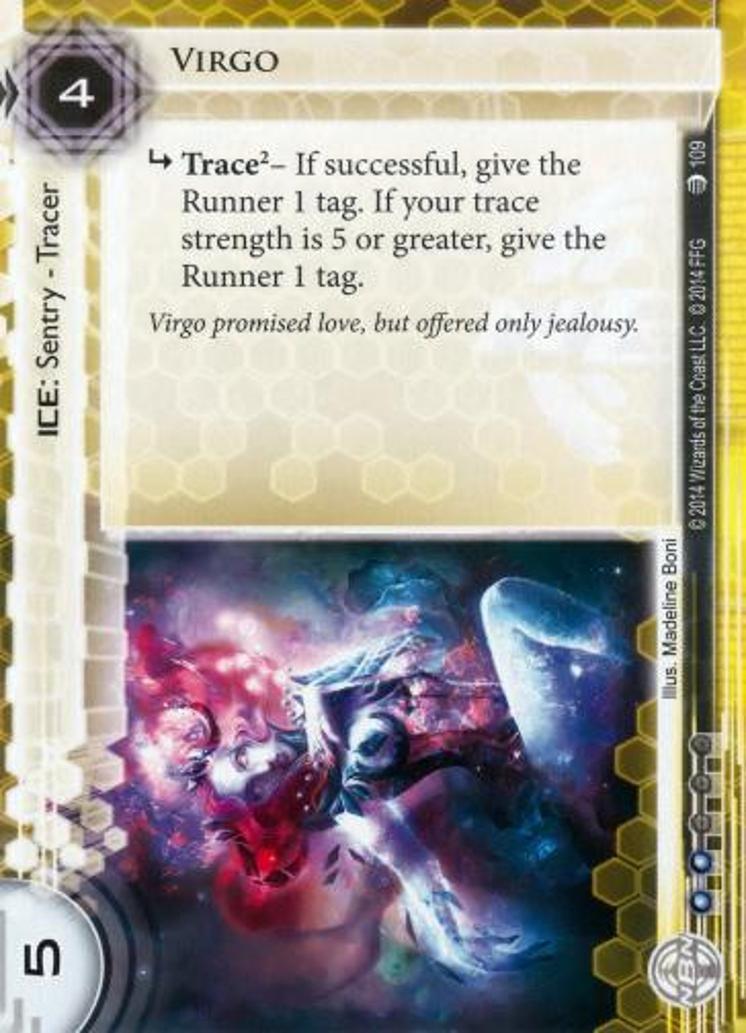 4
VIRGO
ICE: Sentry - Tracer
↳ Trace²– If successful, give the
Runner 1 tag. If your trace
strength is 5 or greater, give the
Runner 1 tag.
Virgo promised love, but offered only jealousy.
109
© 2014 Wizards of the Coast LLC. © 2014 FFG
Illus. Madeline Boni
5
NBN